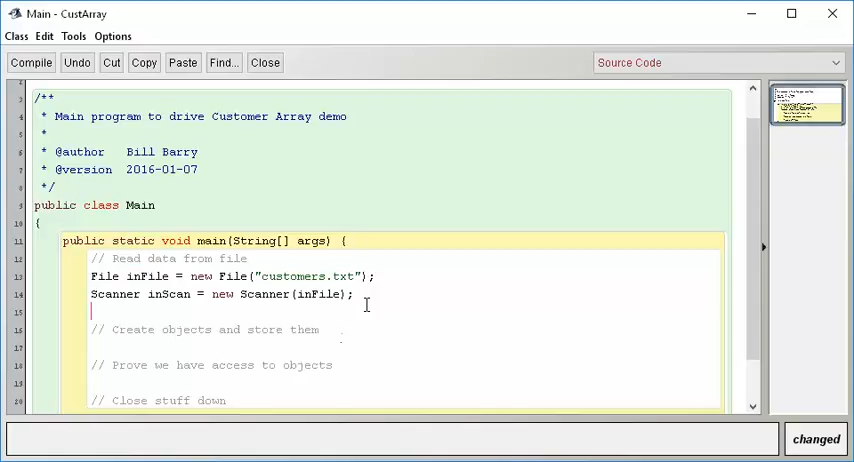 Main - CustArray
Class Edit Tools Options
Compile Undo Cut Copy Paste Find... Close Source Code
2
3 /**
4 * Main program to drive Customer Array demo
5 *
6 * @author Bill Barry
7 * @version 2016-01-07
8 */
9 public class Main
10 {
11 public static void main(String[] args) {
12 // Read data from file
13 File inFile = new File("customers.txt");
14 Scanner inScan = new Scanner(inFile);
15
16 // Create objects and store them
17
18 // Prove we have access to objects
19
20 // Close stuff down
changed